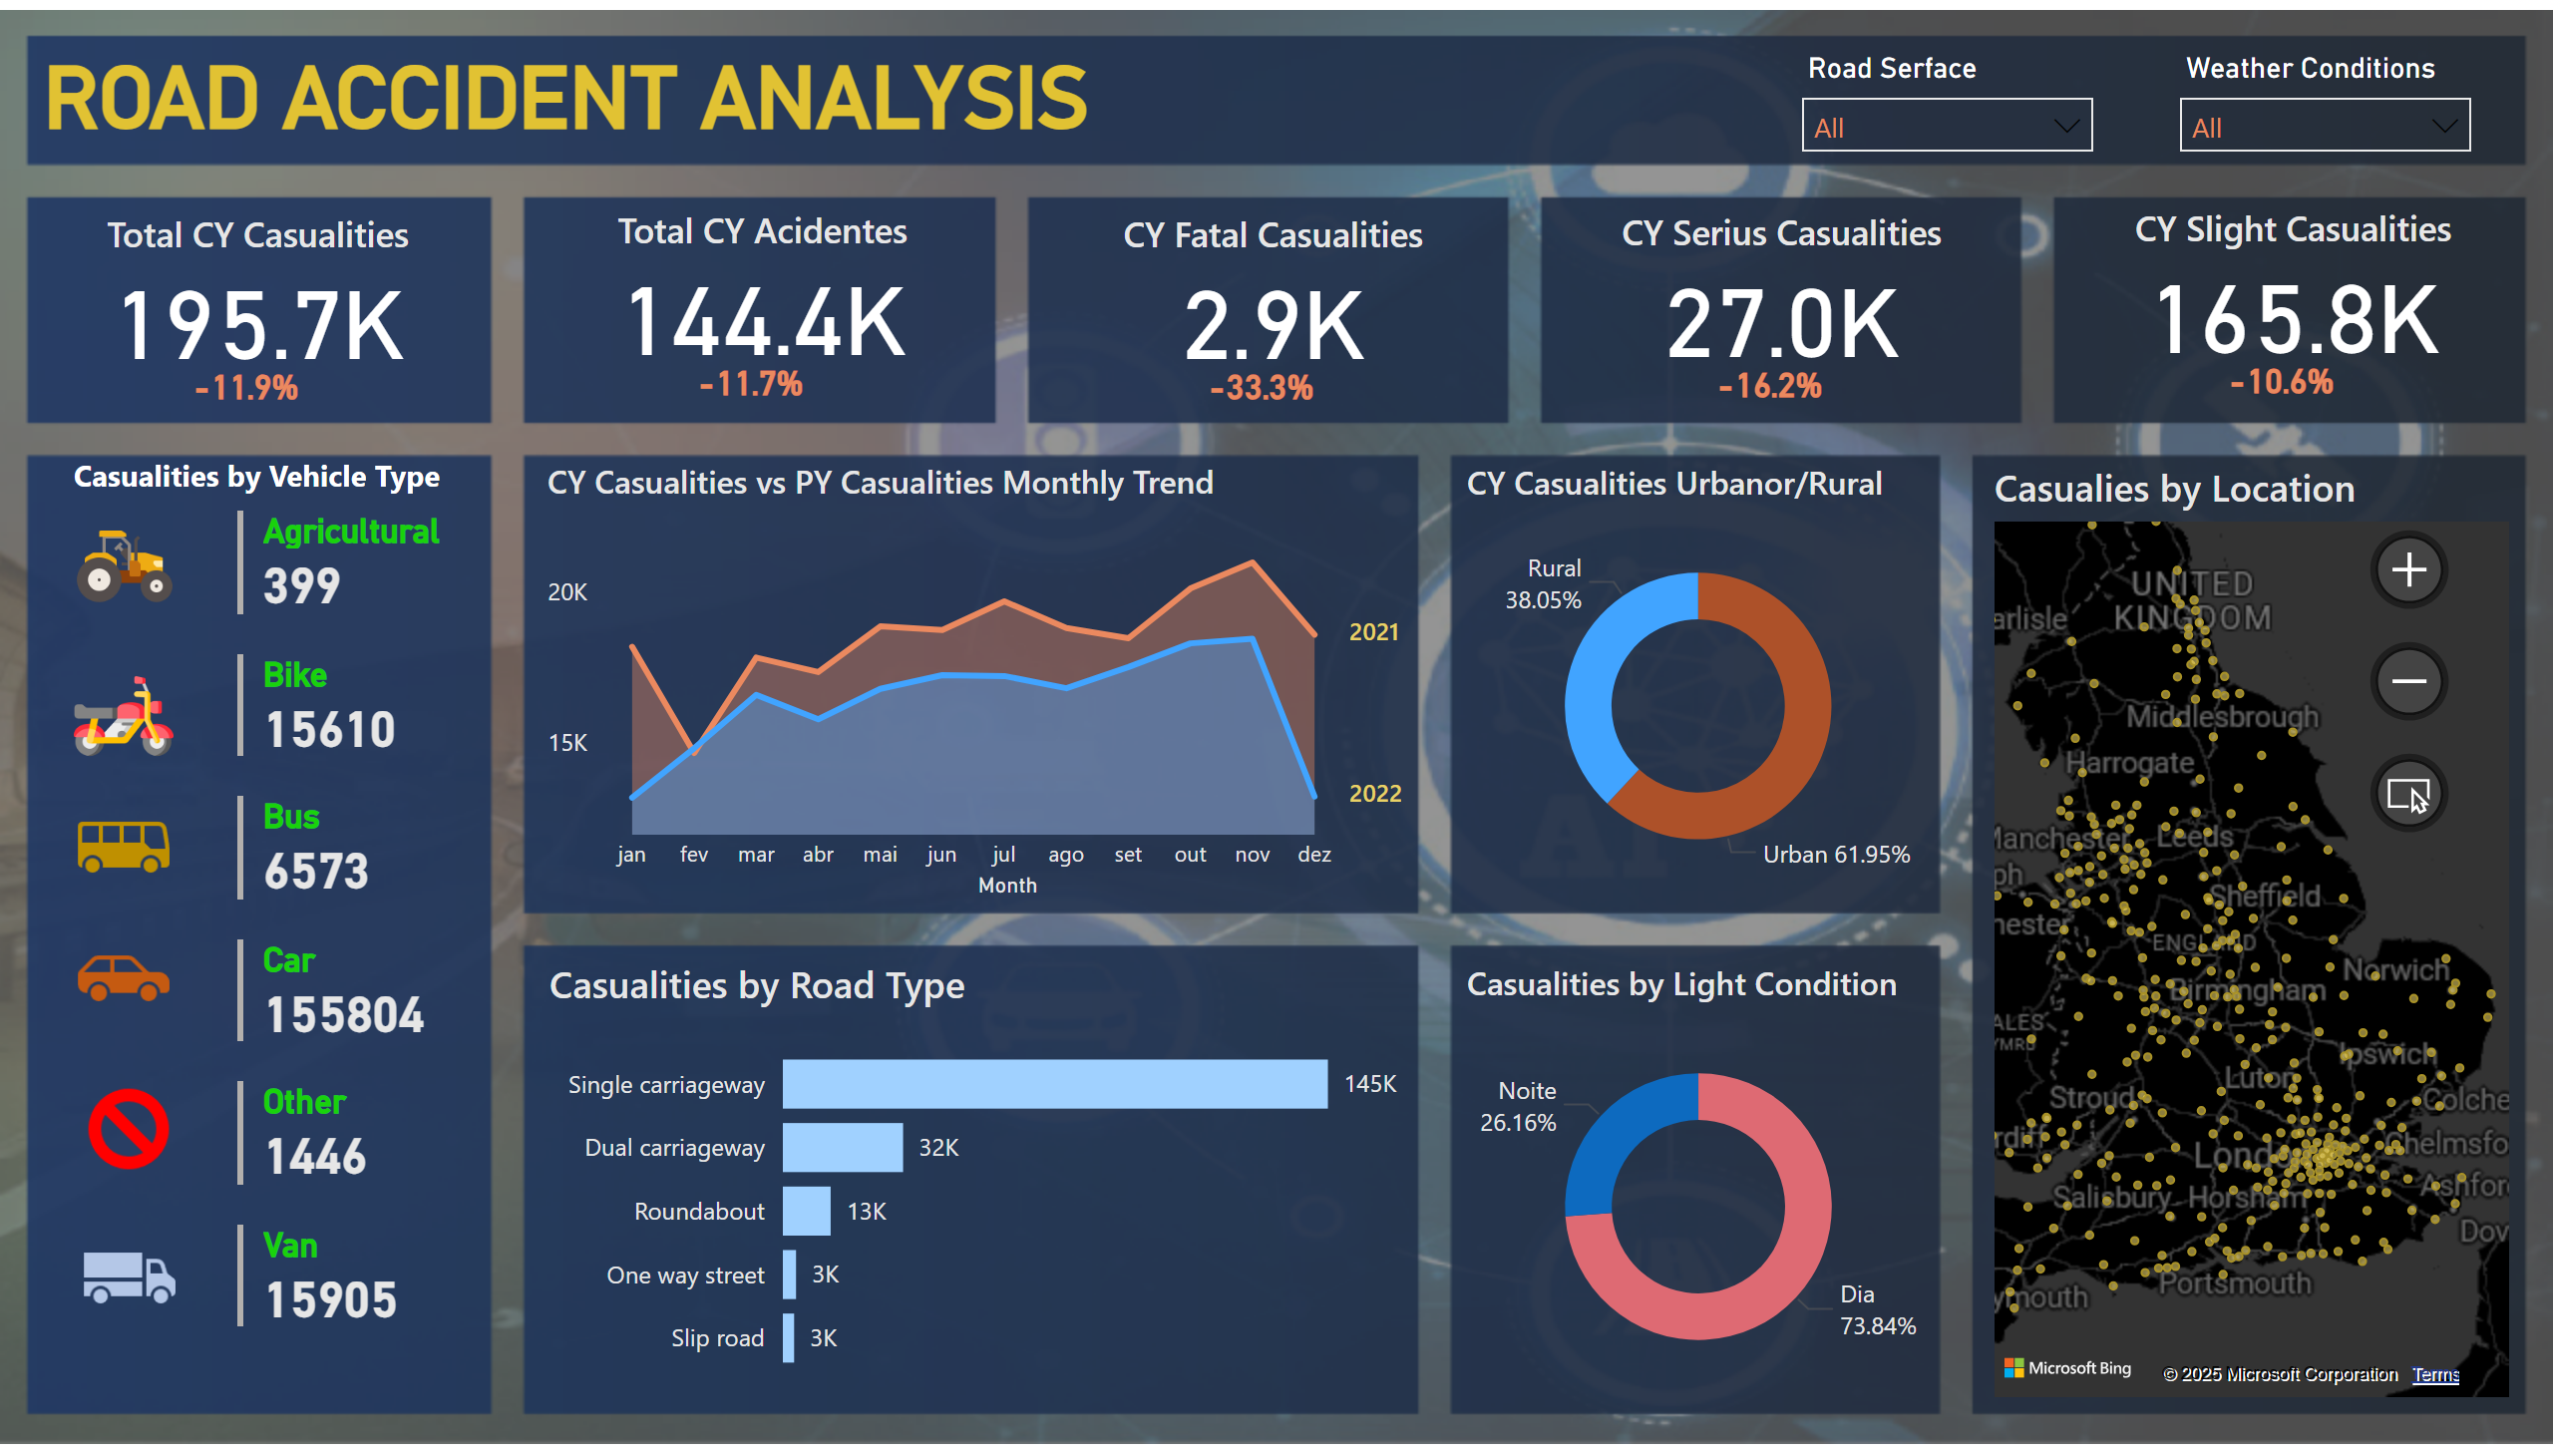 ROAD ACCIDENT ANALYSIS
Road Serface
All
Weather Conditions
All
Total CY Casualities
195.7K
-11.9%
Total CY Acidentes
144.4K
-11.7%
CY Fatal Casualities
2.9K
-33.3%
CY Serius Casualities
27.0K
-16.2%
CY Slight Casualities
165.8K
-10.6%
Casualities by Vehicle Type
Agricultural
399
Bike
15610
Bus
6573
Car
155804
Other
1446
Van
15905
CY Casualities vs PY Casualities Monthly Trend
20K
15K
2021
2022
jan fev mar abr mai jun jul ago set out nov dez
Month
CY Casualities Urbanor/Rural
Rural
38.05%
Urban 61.95%
Casualities by Road Type
Single carriageway 145K
Dual carriageway 32K
Roundabout 13K
One way street 3K
Slip road 3K
Casualities by Light Condition
Noite
26.16%
Dia
73.84%
Casualies by Location
UNITED
KINGDOM
arlisle
Middlesbrough
Harrogate
Manchester
Leeds
ph
Sheffield
hester
ENGLAND
Norwich
Birmingham
ALES
YMRU
Ipswich
Luton
Stroud
Colche
rdiff
Chelmsfo
London
Ashfor
Salisbury
Horsham
Dov
Portsmouth
ymouth
Microsoft Bing
© 2025 Microsoft Corporation Terms